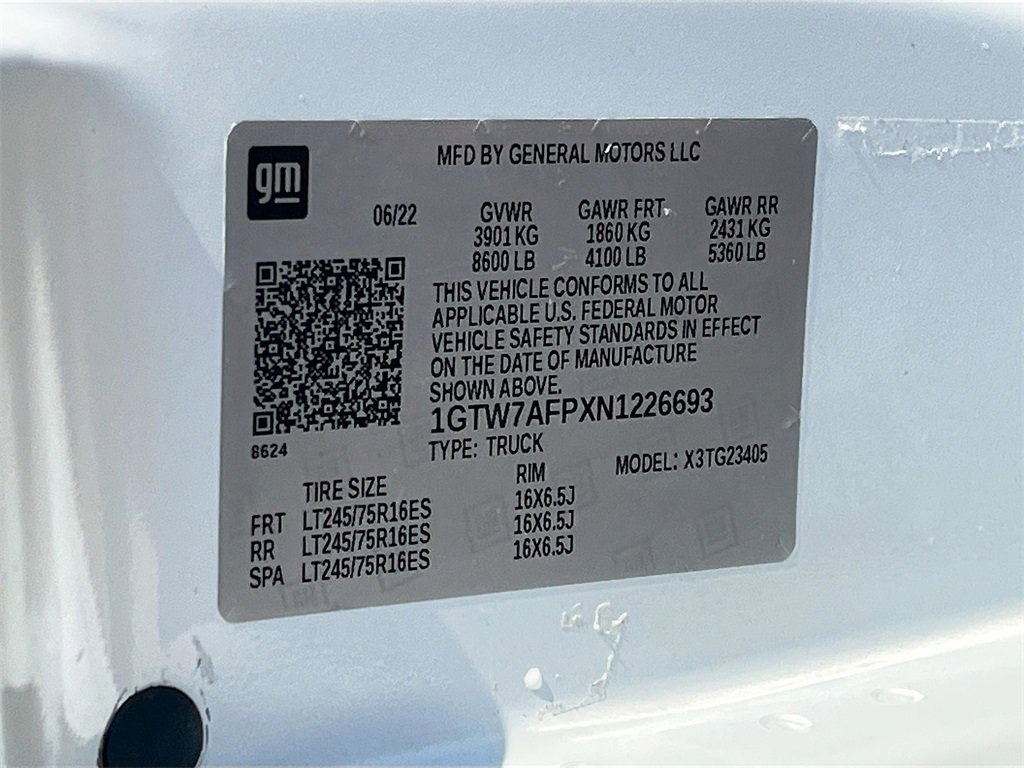 gm
MFD BY GENERAL MOTORS LLC
06/22
GVWR GAWR FRT GAWR RR
3901 KG 1860 KG 2431 KG
8600 LB 4100 LB 5360 LB
THIS VEHICLE CONFORMS TO ALL
APPLICABLE U.S. FEDERAL MOTOR
VEHICLE SAFETY STANDARDS IN EFFECT
ON THE DATE OF MANUFACTURE
SHOWN ABOVE.
1GTW7AFPXN1226693
8624
TYPE: TRUCK
MODEL: X3TG23405
TIRE SIZE RIM
FRT LT245/75R16ES 16X6.5J
RR LT245/75R16ES 16X6.5J
SPA LT245/75R16ES 16X6.5J